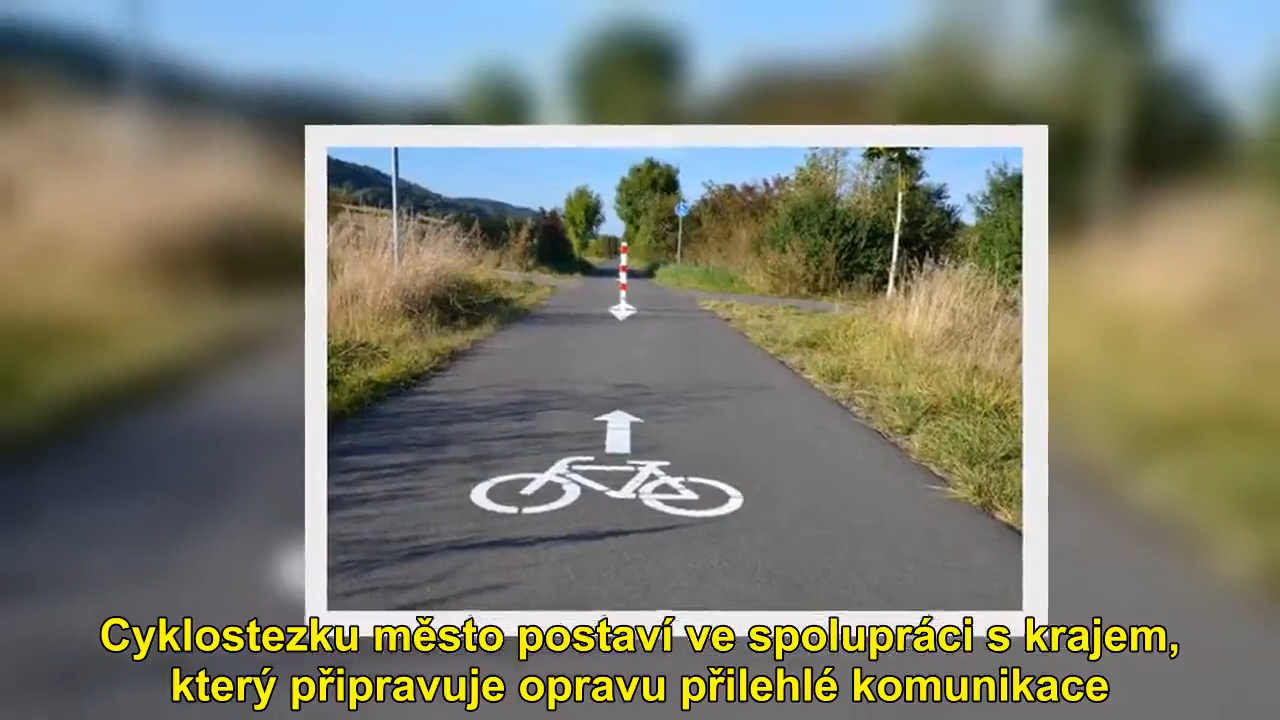 Cyklostezku město postaví ve spolupráci s krajem,
který připravuje opravu přilehlé komunikace